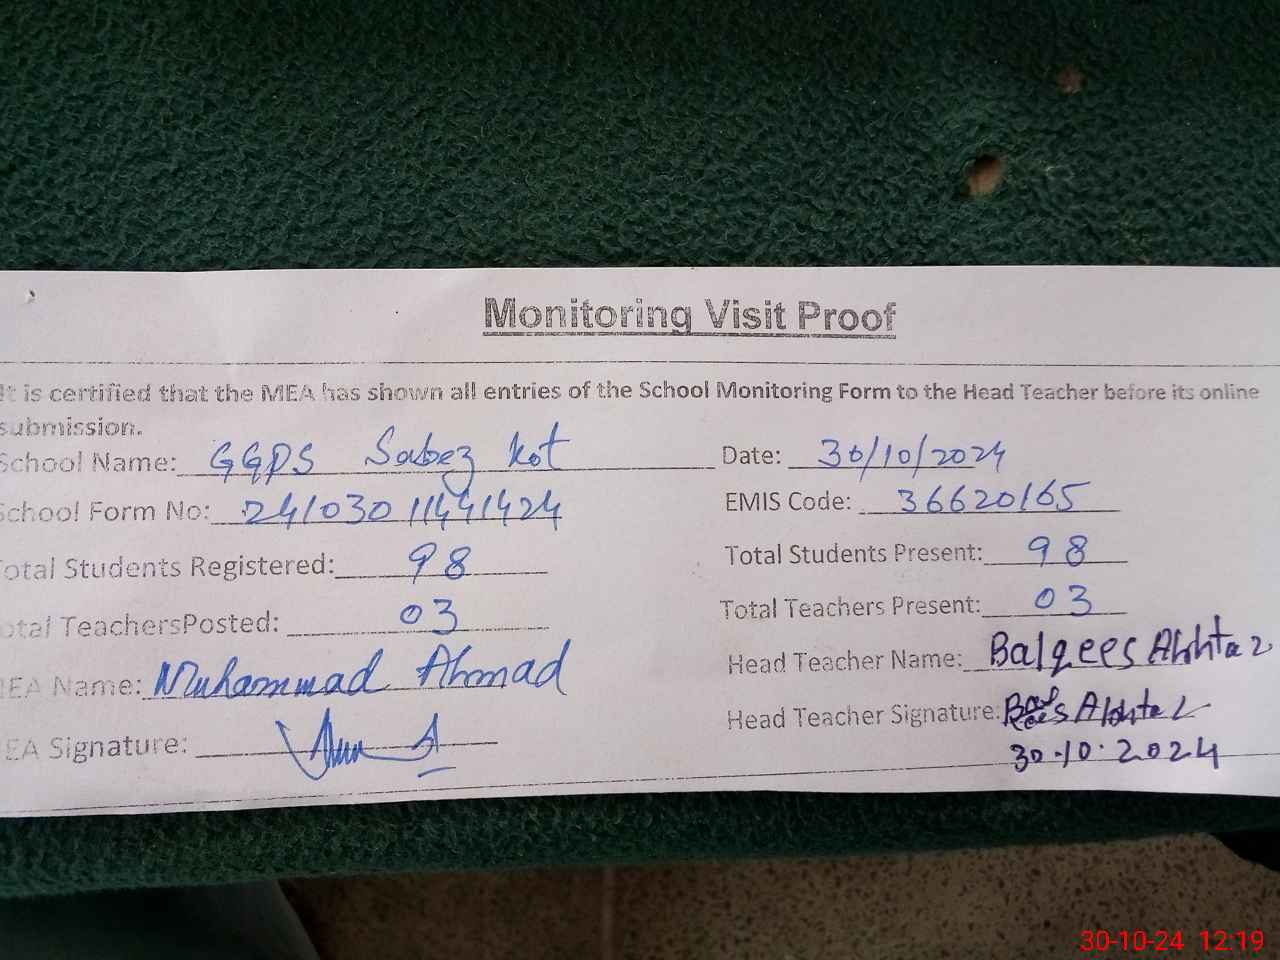 Monitoring Visit Proof
It is certified that the MEA has shown all entries of the School Monitoring Form to the Head Teacher before its online
submission.
School Name: GGPS Sabez Kot Date: 30/10/2024
School Form No: 24103011441424 EMIS Code: 36620165
Total Students Registered: 98 Total Students Present: 98
Total TeachersPosted: 03 Total Teachers Present: 03
MEA Name: Muhammad Ahmad Head Teacher Name: Balqees Akhtar
MEA Signature: Head Teacher Signature: Akhtar
30.10.2024
30-10-24 12:19